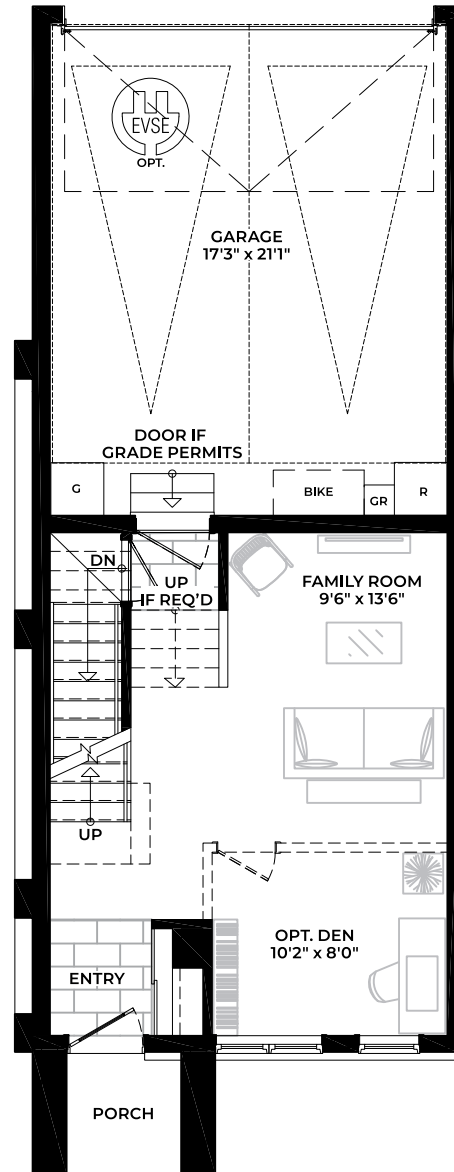 EVSE
OPT.
GARAGE
17'3" x 21'1"
DOOR IF
GRADE PERMITS
G
BIKE
GR
R
DN
UP
IF REQ'D
FAMILY ROOM
9'6" x 13'6"
UP
OPT. DEN
10'2" x 8'0"
ENTRY
PORCH